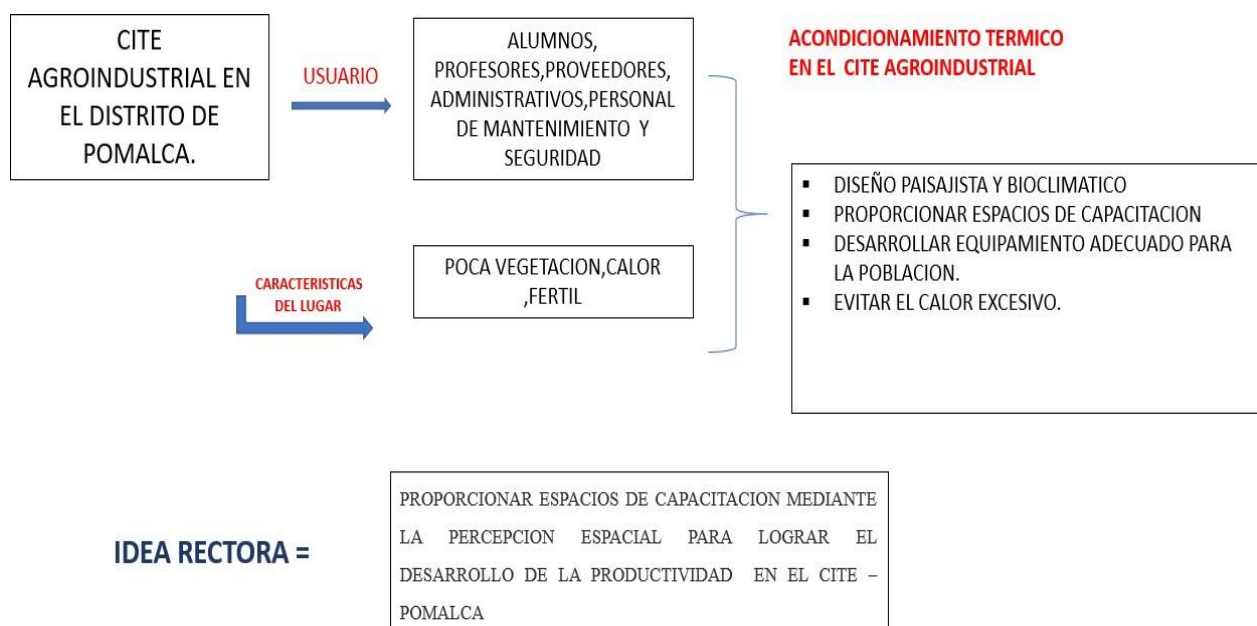 CITE
AGROINDUSTRIAL EN
EL DISTRITO DE
POMALCA.
USUARIO
ALUMNOS,
PROFESORES,PROVEEDORES,
ADMINISTRATIVOS,PERSONAL
DE MANTENIMIENTO Y
SEGURIDAD
CARACTERISTICAS
DEL LUGAR
POCA VEGETACION,CALOR
,FERTIL
ACONDICIONAMIENTO TERMICO
EN EL CITE AGROINDUSTRIAL
▪ DISEÑO PAISAJISTA Y BIOCLIMATICO
▪ PROPORCIONAR ESPACIOS DE CAPACITACION
▪ DESARROLLAR EQUIPAMIENTO ADECUADO PARA
LA POBLACION.
▪ EVITAR EL CALOR EXCESIVO.
IDEA RECTORA =
PROPORCIONAR ESPACIOS DE CAPACITACION MEDIANTE
LA PERCEPCION ESPACIAL PARA LOGRAR EL
DESARROLLO DE LA PRODUCTIVIDAD EN EL CITE –
POMALCA